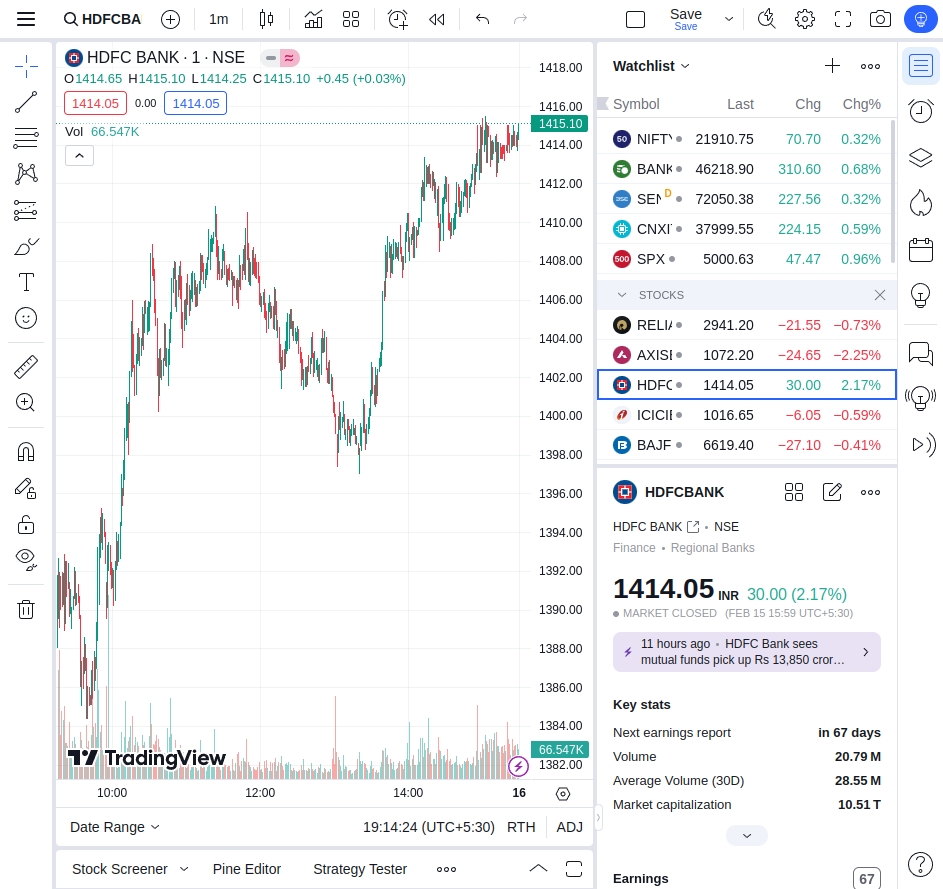 HDFCBA
1m
Save
Save
HDFC BANK · 1 · NSE
O1414.65 H1415.10 L1414.25 C1415.10 +0.45 (+0.03%)
1414.05 0.00 1414.05
Vol 66.547K
1418.00
1416.00
1415.10
1414.00
1412.00
1410.00
1408.00
1406.00
1404.00
1402.00
1400.00
1398.00
1396.00
1394.00
1392.00
1390.00
1388.00
1386.00
1384.00
66.547K
1382.00
TradingView
10:00 12:00 14:00 16
Date Range 19:14:24 (UTC+5:30) RTH ADJ
Stock Screener Pine Editor Strategy Tester
Watchlist
Symbol Last Chg Chg%
50 NIFTY 21910.75 70.70 0.32%
BANK 46218.90 310.60 0.68%
SEN D 72050.38 227.56 0.32%
CNXI 37999.55 224.15 0.59%
500 SPX 5000.63 47.47 0.96%
STOCKS
RELIA 2941.20 −21.55 −0.73%
AXISE 1072.20 −24.65 −2.25%
HDFC 1414.05 30.00 2.17%
ICICIE 1016.65 −6.05 −0.59%
BAJF 6619.40 −27.10 −0.41%
HDFCBANK
HDFC BANK • NSE
Finance • Regional Banks
1414.05 INR 30.00 (2.17%)
MARKET CLOSED (FEB 15 15:59 UTC+5:30)
11 hours ago • HDFC Bank sees
mutual funds pick up Rs 13,850 cror…
Key stats
Next earnings report in 67 days
Volume 20.79 M
Average Volume (30D) 28.55 M
Market capitalization 10.51 T
Earnings 67